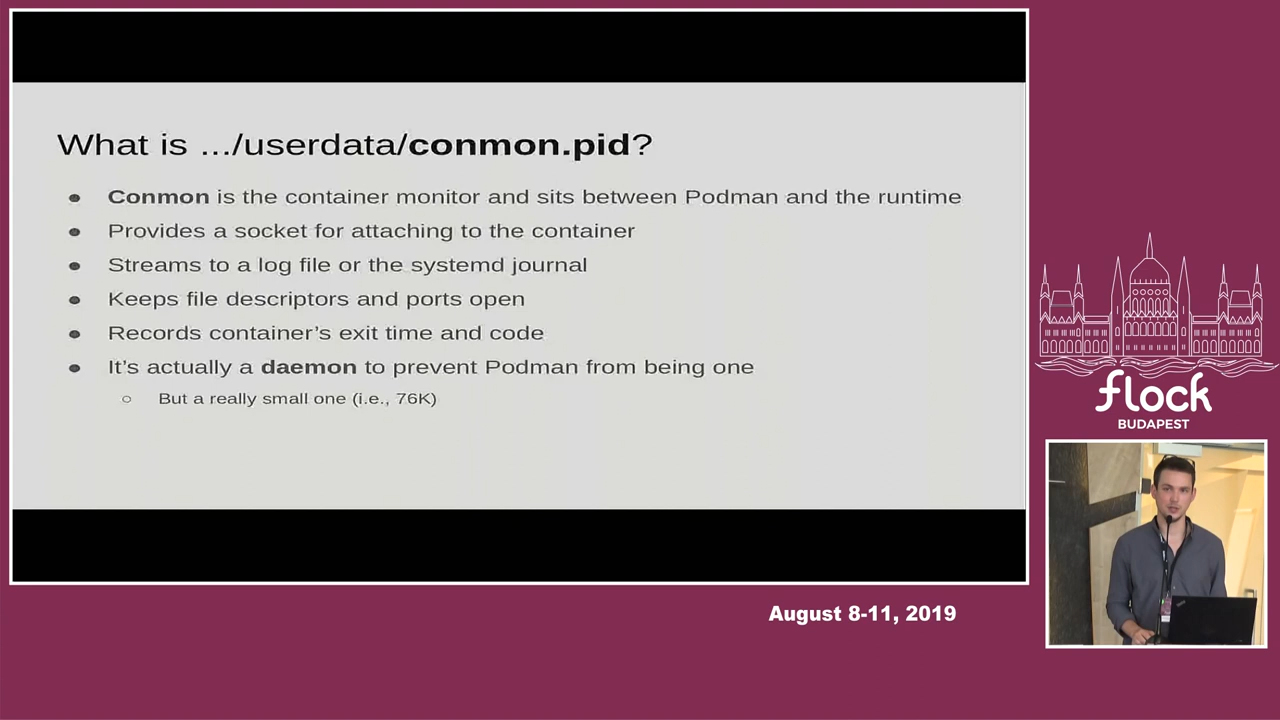 What is .../userdata/conmon.pid?
Conmon is the container monitor and sits between Podman and the runtime
Provides a socket for attaching to the container
Streams to a log file or the systemd journal
Keeps file descriptors and ports open
Records container's exit time and code
It's actually a daemon to prevent Podman from being one
But a really small one (i.e., 76K)
flock
BUDAPEST
August 8-11, 2019